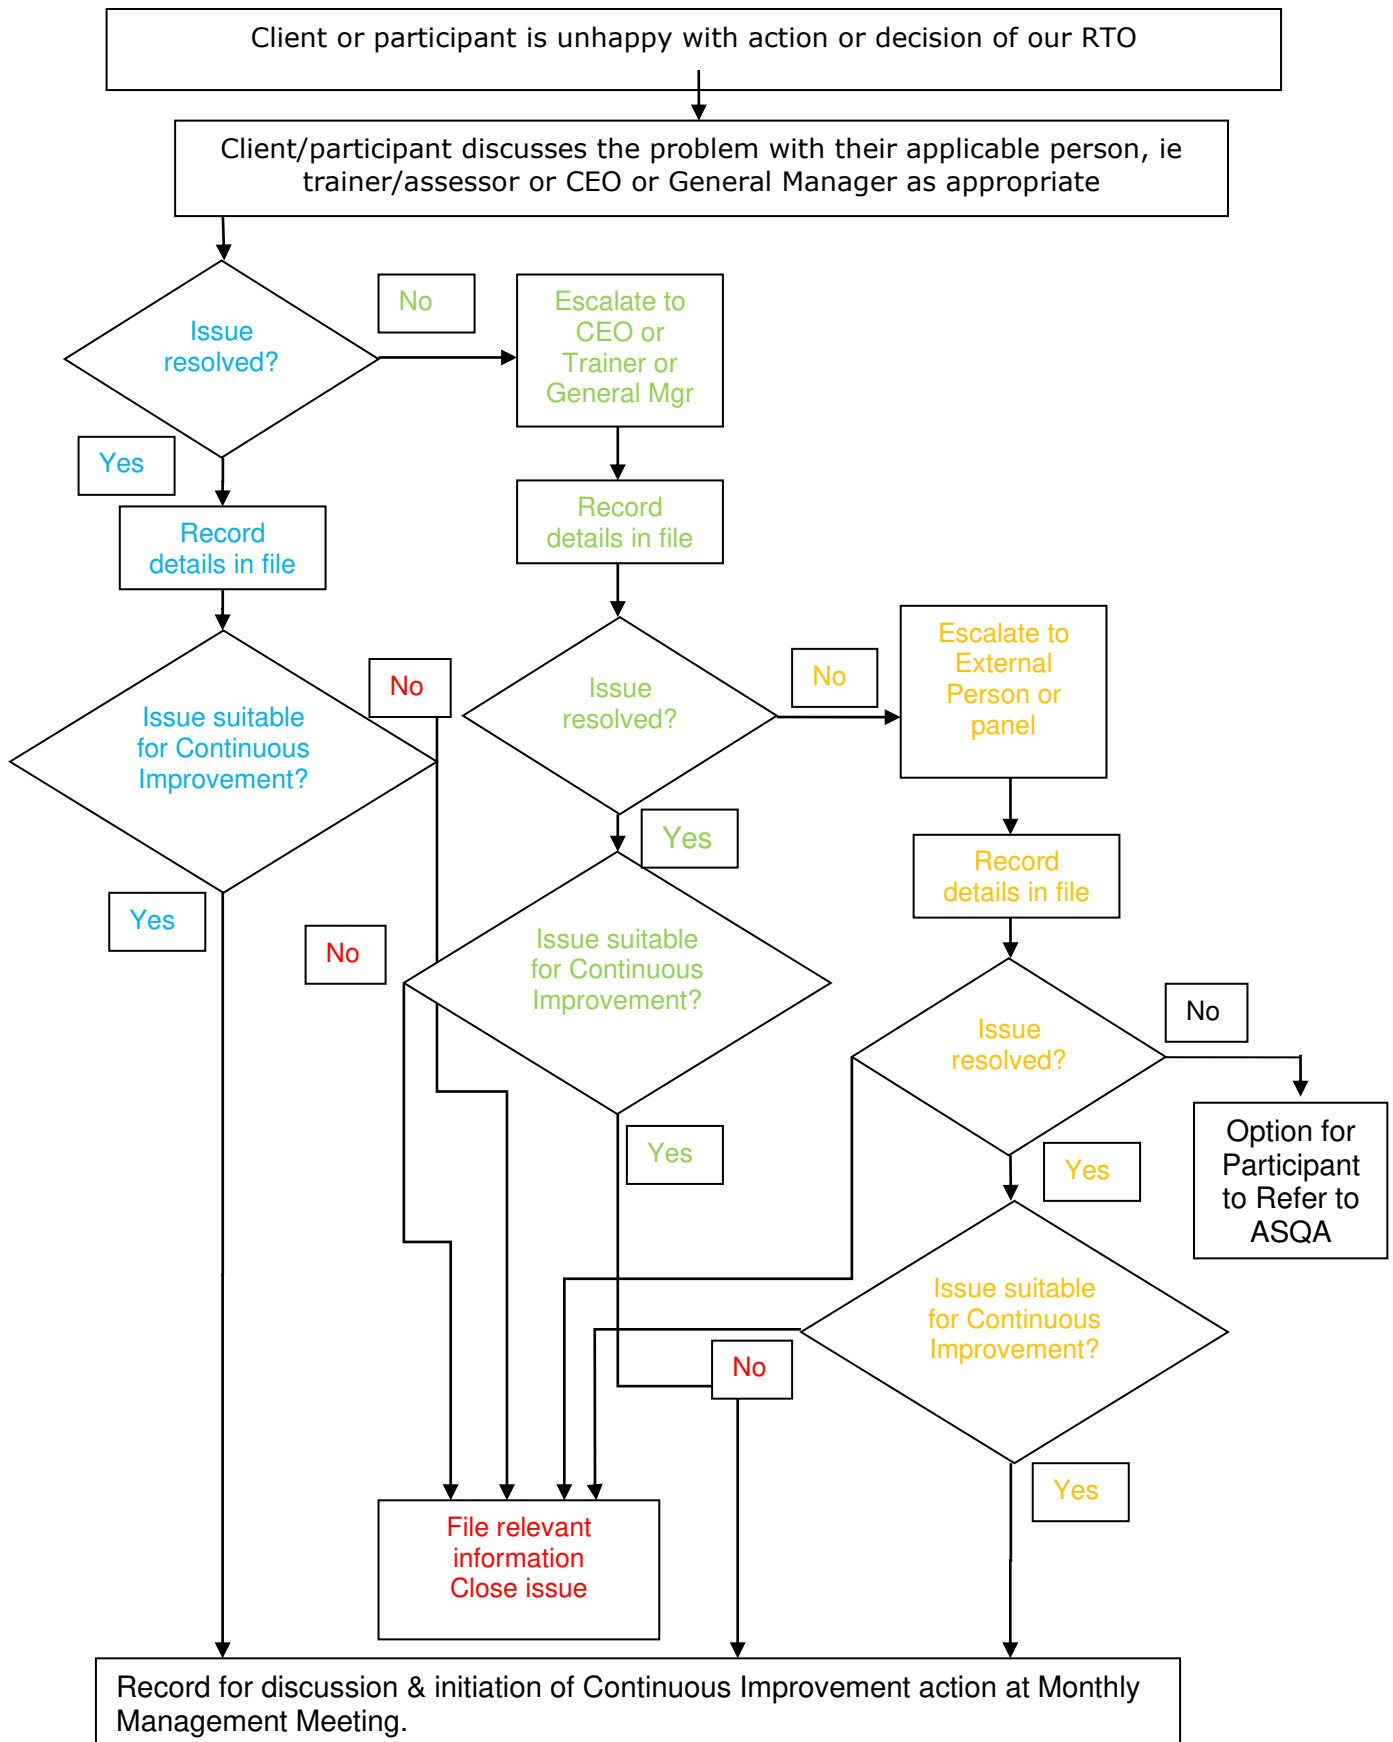 Client or participant is unhappy with action or decision of our RTO
Client/participant discusses the problem with their applicable person, ie
trainer/assessor or CEO or General Manager as appropriate
Issue
resolved?
No
Escalate to
CEO or
Trainer or
General Mgr
Yes
Record
details in file
Record
details in file
Issue suitable
for Continuous
Improvement?
No
Issue
resolved?
No
Escalate to
External
Person or
panel
Yes
Record
details in file
Yes
No
Issue suitable
for Continuous
Improvement?
Issue
resolved?
No
Option for
Participant
to Refer to
ASQA
Yes
Yes
Issue suitable
for Continuous
Improvement?
No
Yes
File relevant
information
Close issue
Record for discussion & initiation of Continuous Improvement action at Monthly
Management Meeting.